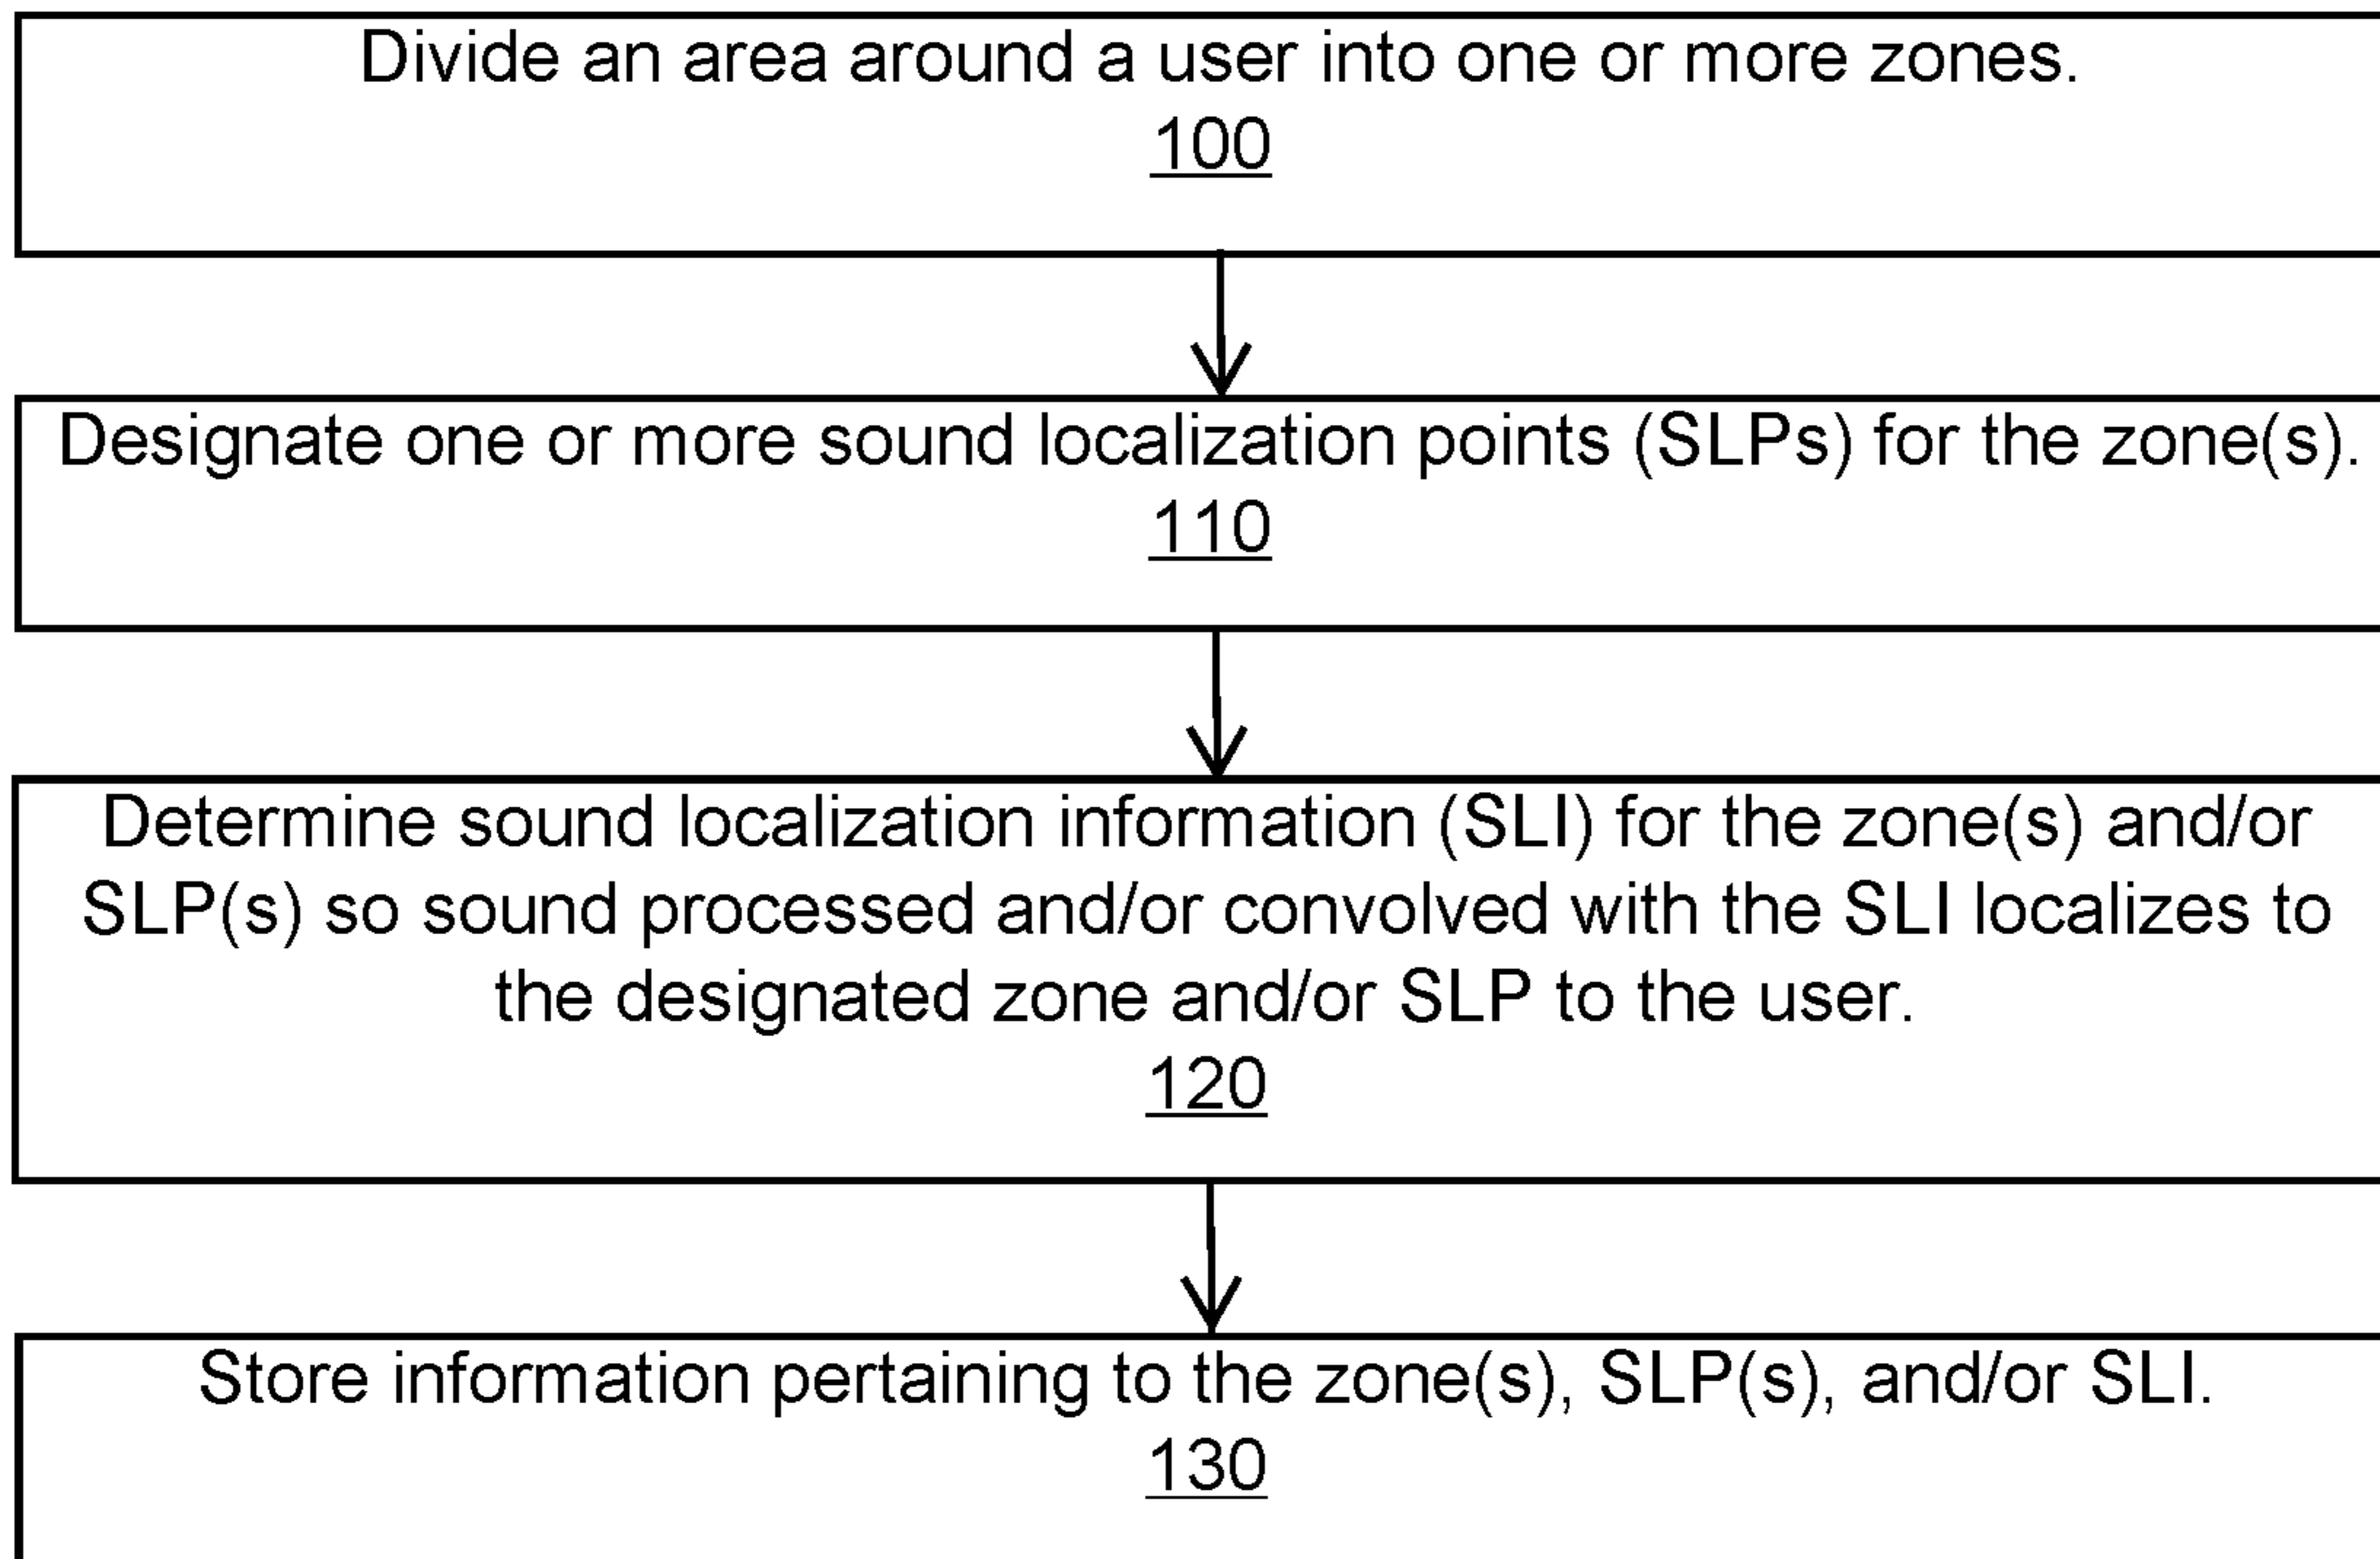 Divide an area around a user into one or more zones.
100
Designate one or more sound localization points (SLPs) for the zone(s).
110
Determine sound localization information (SLI) for the zone(s) and/or
SLP(s) so sound processed and/or convolved with the SLI localizes to
the designated zone and/or SLP to the user.
120
Store information pertaining to the zone(s), SLP(s), and/or SLI.
130